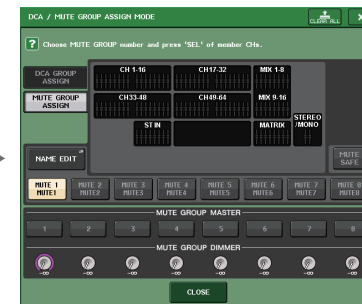 DCA / MUTE GROUP ASSIGN MODE
CLEAR ALL
? Choose MUTE GROUP number and press 'SEL' of member CHs.
DCA GROUP
ASSIGN
CH 1-16 CH17-32 MIX 1-8
MUTE GROUP
ASSIGN
CH33-48 CH49-64 MIX 9-16
STEREO
/MONO
ST IN MATRIX
NAME EDIT
MUTE
SAFE
MUTE 1 MUTE 2 MUTE 3 MUTE 4 MUTE 5 MUTE 6 MUTE 7 MUTE 8
MUTE1 MUTE2 MUTE3 MUTE4 MUTE5 MUTE6 MUTE7 MUTE8
MUTE GROUP MASTER
1 2 3 4 5 6 7 8
MUTE GROUP DIMMER
-∞ -∞ -∞ -∞ -∞ -∞ -∞ -∞
CLOSE